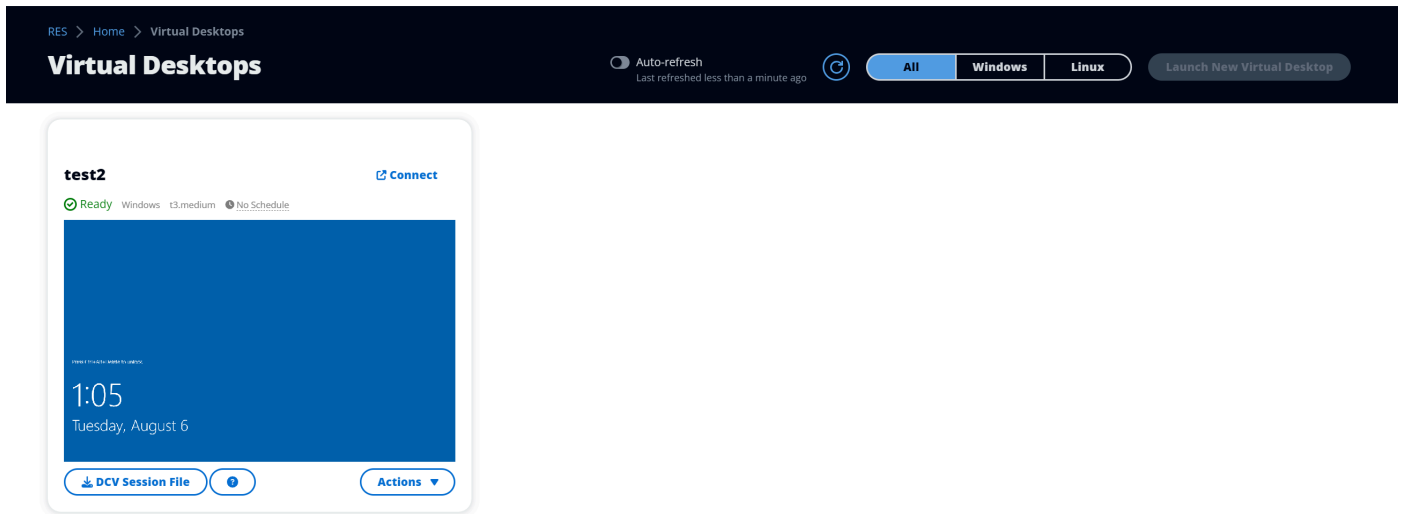 RES > Home > Virtual Desktops
Virtual Desktops
Auto-refresh
Last refreshed less than a minute ago
All
Windows
Linux
Launch New Virtual Desktop
test2
Connect
Ready Windows t3.medium No Schedule
1:05
Tuesday, August 6
DCV Session File
?
Actions